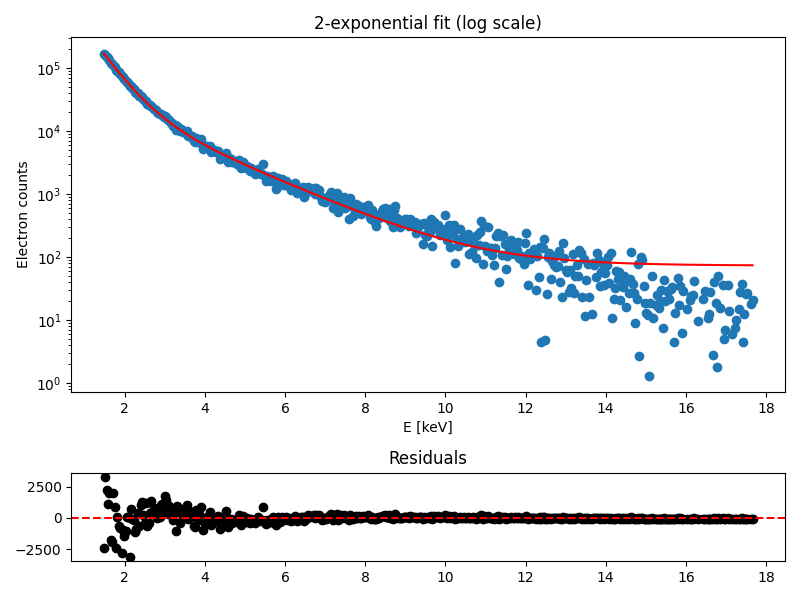 2-exponential fit (log scale)
10^5
10^4
10^3
10^2
10^1
10^0
Electron counts
2 4 6 8 10 12 14 16 18
E [keV]
Residuals
2500
0
−2500
2 4 6 8 10 12 14 16 18